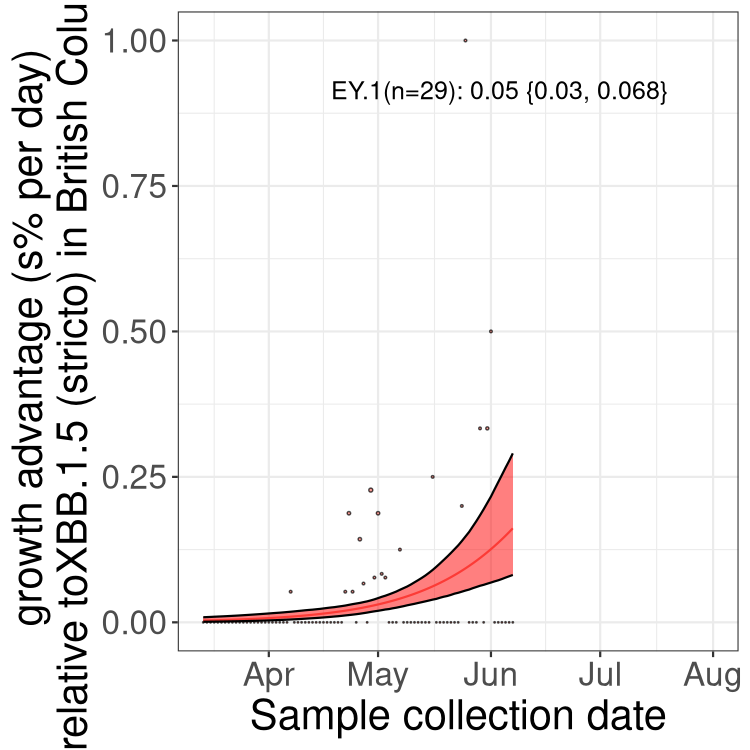 growth advantage (s% per day)
relative toXBB.1.5 (stricto) in British Colu
1.00
0.75
0.50
0.25
0.00
EY.1(n=29): 0.05 {0.03, 0.068}
Apr May Jun Jul Aug
Sample collection date